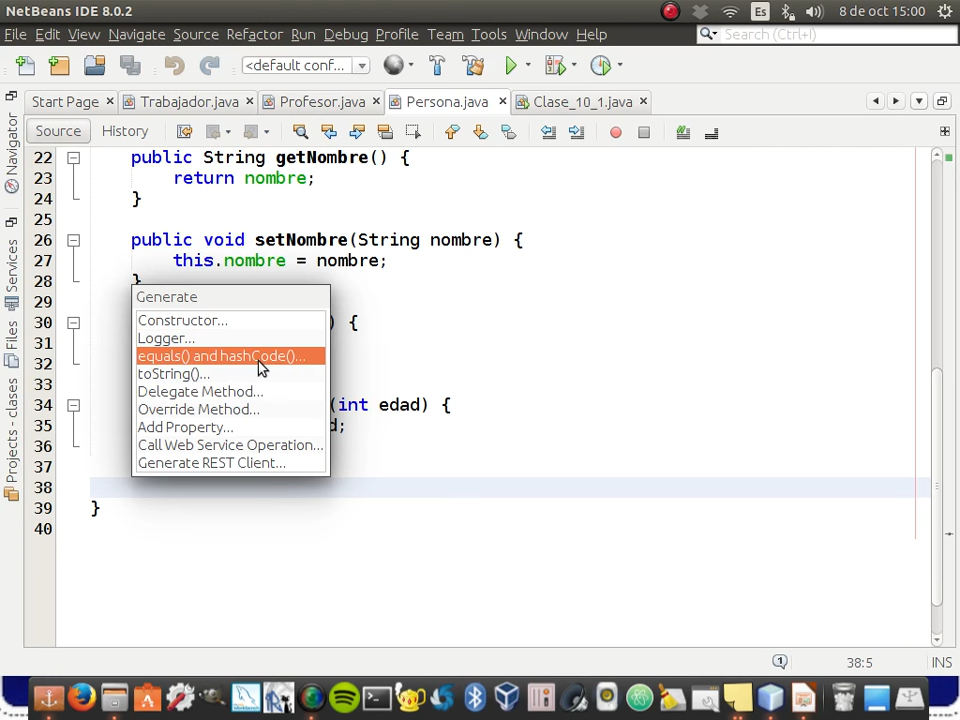 NetBeans IDE 8.0.2
Es
8 de oct 15:00
File Edit View Navigate Source Refactor Run Debug Profile Team Tools Window Help
Search (Ctrl+I)
<default conf...
Start Page
Trabajador.java
Profesor.java
Persona.java
Clase_10_1.java
Source
History
Navigator
Services
Files
Projects - clases
22 public String getNombre() {
23 return nombre;
24 }
25
26 public void setNombre(String nombre) {
27 this.nombre = nombre;
28 }
29
30 ) {
31
32
33
34 (int edad) {
35 d;
36
37
38
39 }
40
Generate
Constructor...
Logger...
equals() and hashCode()...
toString()...
Delegate Method...
Override Method...
Add Property...
Call Web Service Operation...
Generate REST Client...
1
38:5
INS